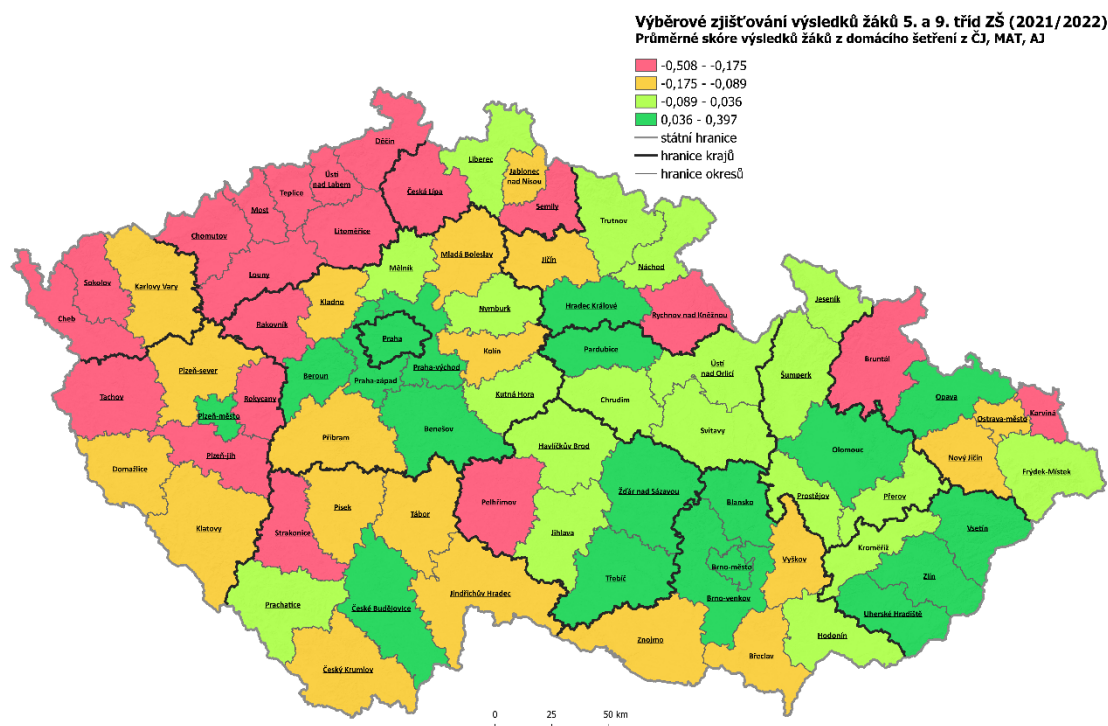 Výběrové zjišťování výsledků žáků 5. a 9. tříd ZŠ (2021/2022)
Průměrné skóre výsledků žáků z domácího šetření z ČJ, MAT, AJ
-0,508 - -0,175
-0,175 - -0,089
-0,089 - 0,036
0,036 - 0,397
státní hranice
hranice krajů
hranice okresů
Děčín
Liberec
Ústí
nad Labem
Jablonec
nad Nisou
Teplice
Česká Lípa
Most
Semily
Trutnov
Chomutov
Litoměřice
Mladá Boleslav
Jičín
Mělník
Náchod
Louny
Sokolov
Karlovy Vary
Kladno
Nymburk
Hradec Králové
Jeseník
Cheb
Rakovník
Rychnov nad Kněžnou
Praha
Kolín
Pardubice
Bruntál
Plzeň-sever
Beroun
Praha-východ
Praha-západ
Ústí
nad Orlicí
Šumperk
Tachov
Rokycany
Kutná Hora
Chrudim
Opava
Karviná
Plzeň-město
Benešov
Ostrava-město
Svitavy
Příbram
Havlíčkův Brod
Olomouc
Plzeň-jih
Nový Jičín
Domažlice
Frýdek-Místek
Žďár nad Sázavou
Prostějov
Přerov
Blansko
Pelhřimov
Písek
Tábor
Klatovy
Strakonice
Jihlava
Vsetín
Kroměříž
Vyškov
Brno-město
Třebíč
Zlín
Jindřichův Hradec
Brno-venkov
Prachatice
České Budějovice
Uherské Hradiště
Hodonín
Znojmo
Břeclav
Český Krumlov
0 25 50 km